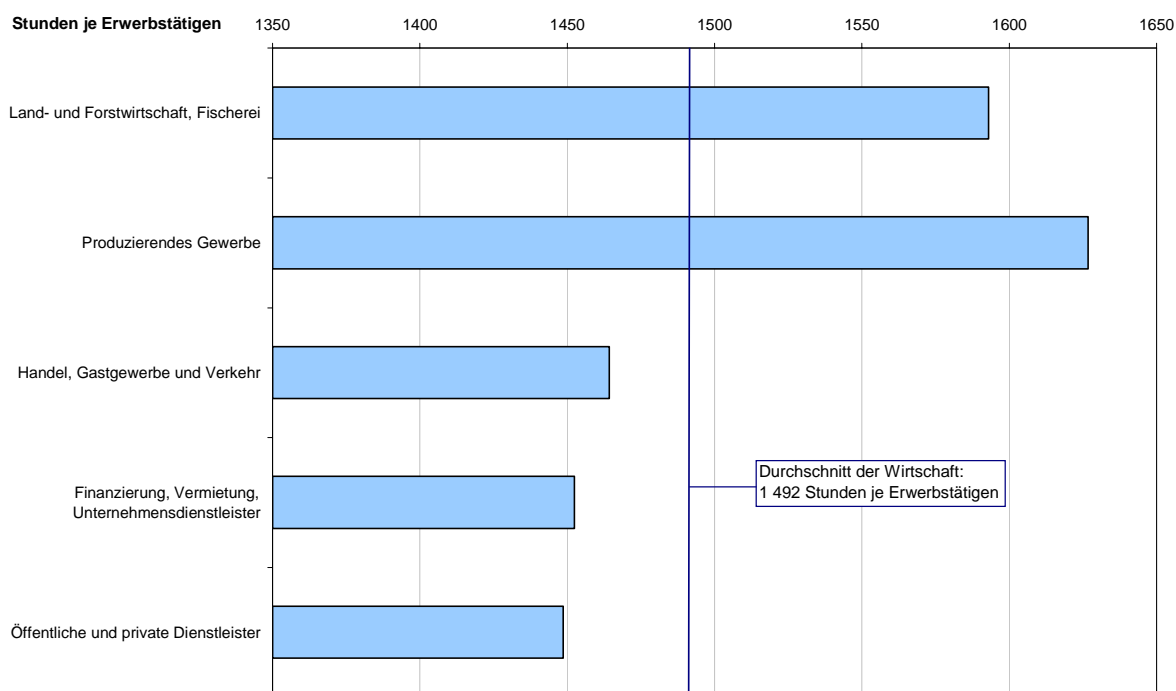 Stunden je Erwerbstätigen 1350 1400 1450 1500 1550 1600 1650
Land- und Forstwirtschaft, Fischerei
Produzierendes Gewerbe
Handel, Gastgewerbe und Verkehr
Durchschnitt der Wirtschaft:
1 492 Stunden je Erwerbstätigen
Finanzierung, Vermietung,
Unternehmensdienstleister
Öffentliche und private Dienstleister